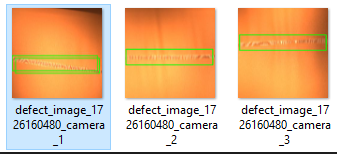 defect_image_17 defect_image_17 defect_image_17
26160480_camera 26160480_camera 26160480_camera
_1 _2 _3